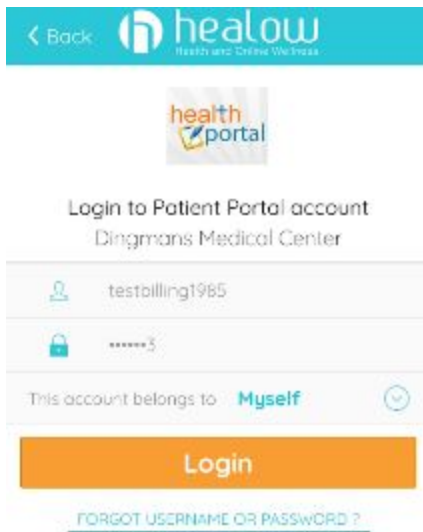 Back
healow
Health and Online Wellness
health
portal
Login to Patient Portal account
Dingmans Medical Center
testbilling1985
••••••3
This account belongs to Myself
Login
FORGOT USERNAME OR PASSWORD ?